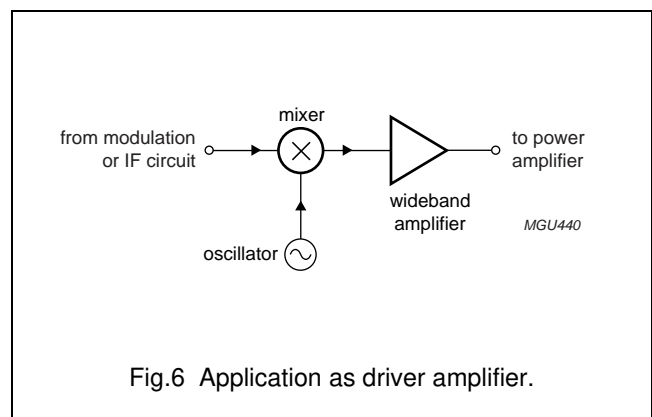 mixer
from modulation
or IF circuit
to power
amplifier
wideband
amplifier
MGU440
oscillator
Fig.6 Application as driver amplifier.